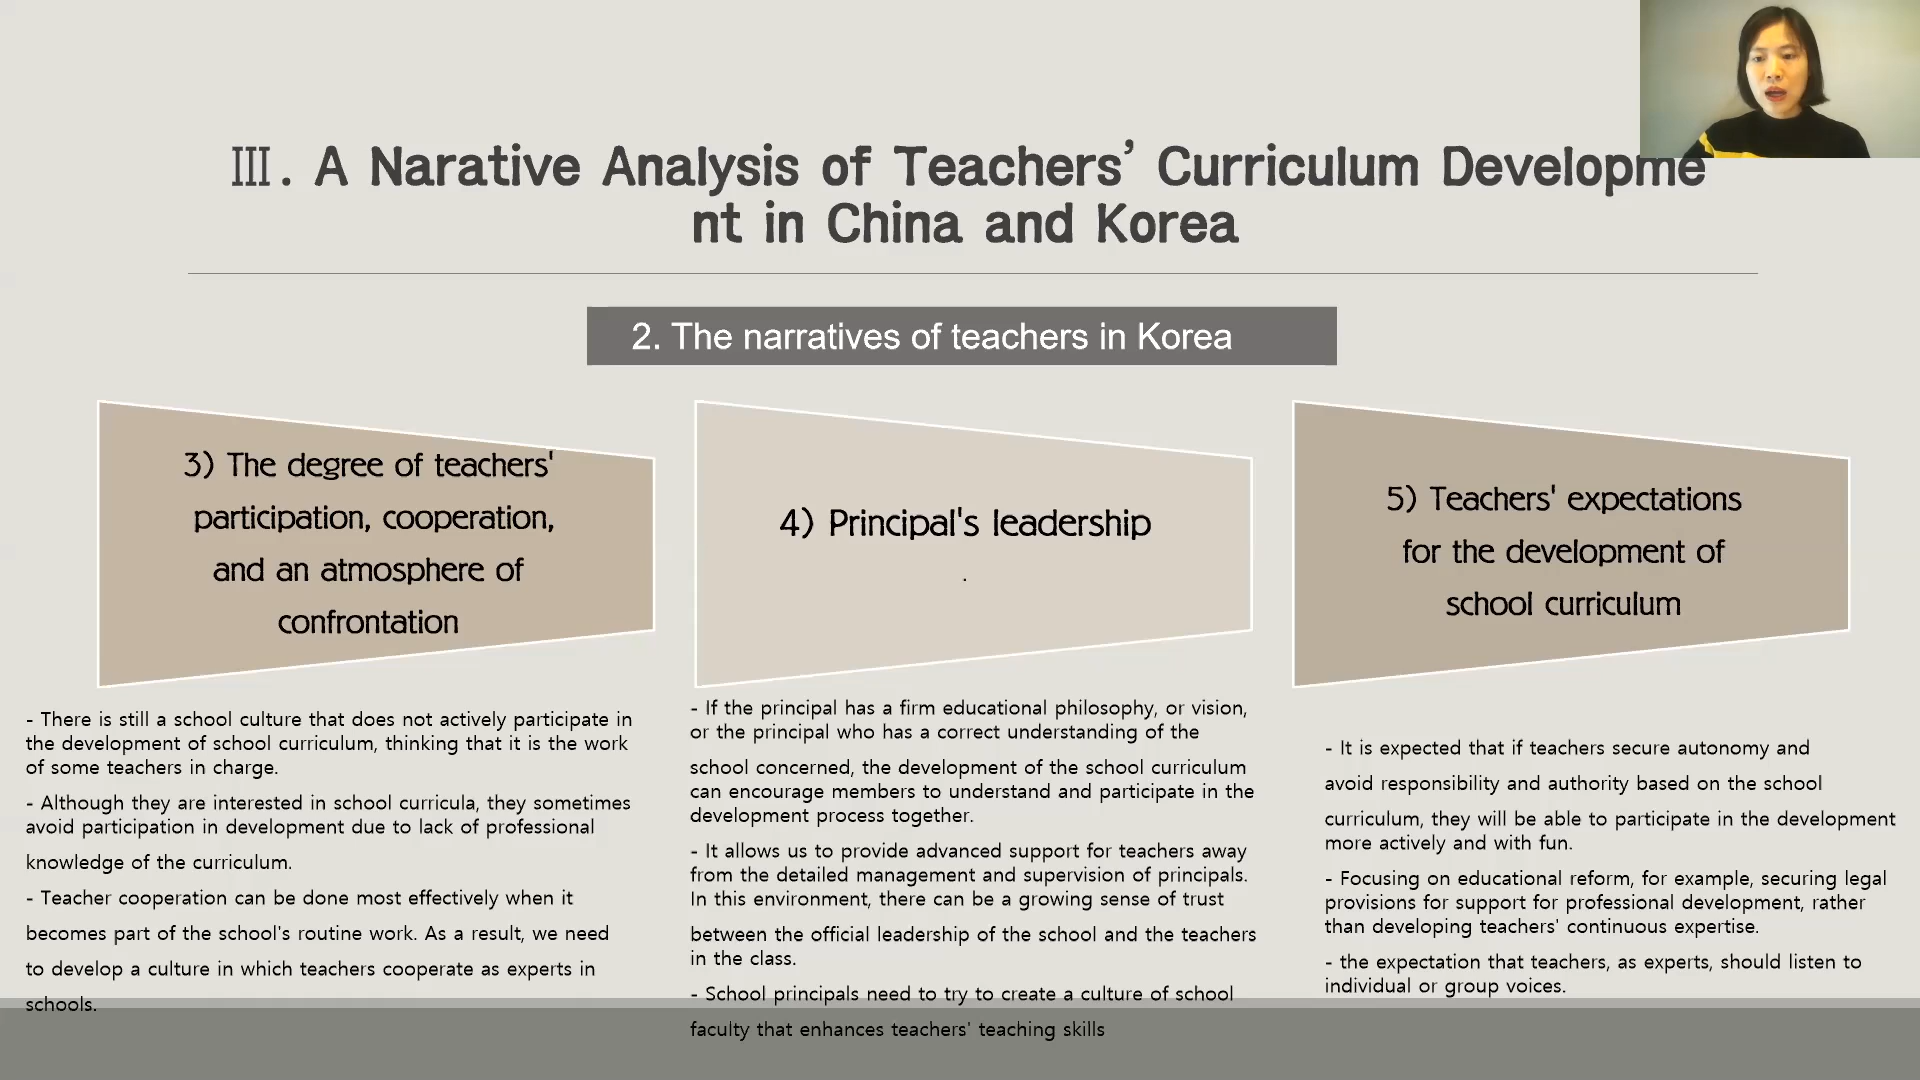 Ⅲ. A Narative Analysis of Teachers’ Curriculum Developme
nt in China and Korea
2. The narratives of teachers in Korea
3) The degree of teachers'
participation, cooperation,
and an atmosphere of
confrontation
4) Principal's leadership
.
5) Teachers' expectations
for the development of
school curriculum
- There is still a school culture that does not actively participate in
the development of school curriculum, thinking that it is the work
of some teachers in charge.
- Although they are interested in school curricula, they sometimes
avoid participation in development due to lack of professional
knowledge of the curriculum.
- Teacher cooperation can be done most effectively when it
becomes part of the school's routine work. As a result, we need
to develop a culture in which teachers cooperate as experts in
schools.
- If the principal has a firm educational philosophy, or vision,
or the principal who has a correct understanding of the
school concerned, the development of the school curriculum
can encourage members to understand and participate in the
development process together.
- It allows us to provide advanced support for teachers away
from the detailed management and supervision of principals.
In this environment, there can be a growing sense of trust
between the official leadership of the school and the teachers
in the class.
- School principals need to try to create a culture of school
faculty that enhances teachers' teaching skills
- It is expected that if teachers secure autonomy and
avoid responsibility and authority based on the school
curriculum, they will be able to participate in the development
more actively and with fun.
- Focusing on educational reform, for example, securing legal
provisions for support for professional development, rather
than developing teachers' continuous expertise.
- the expectation that teachers, as experts, should listen to
individual or group voices.